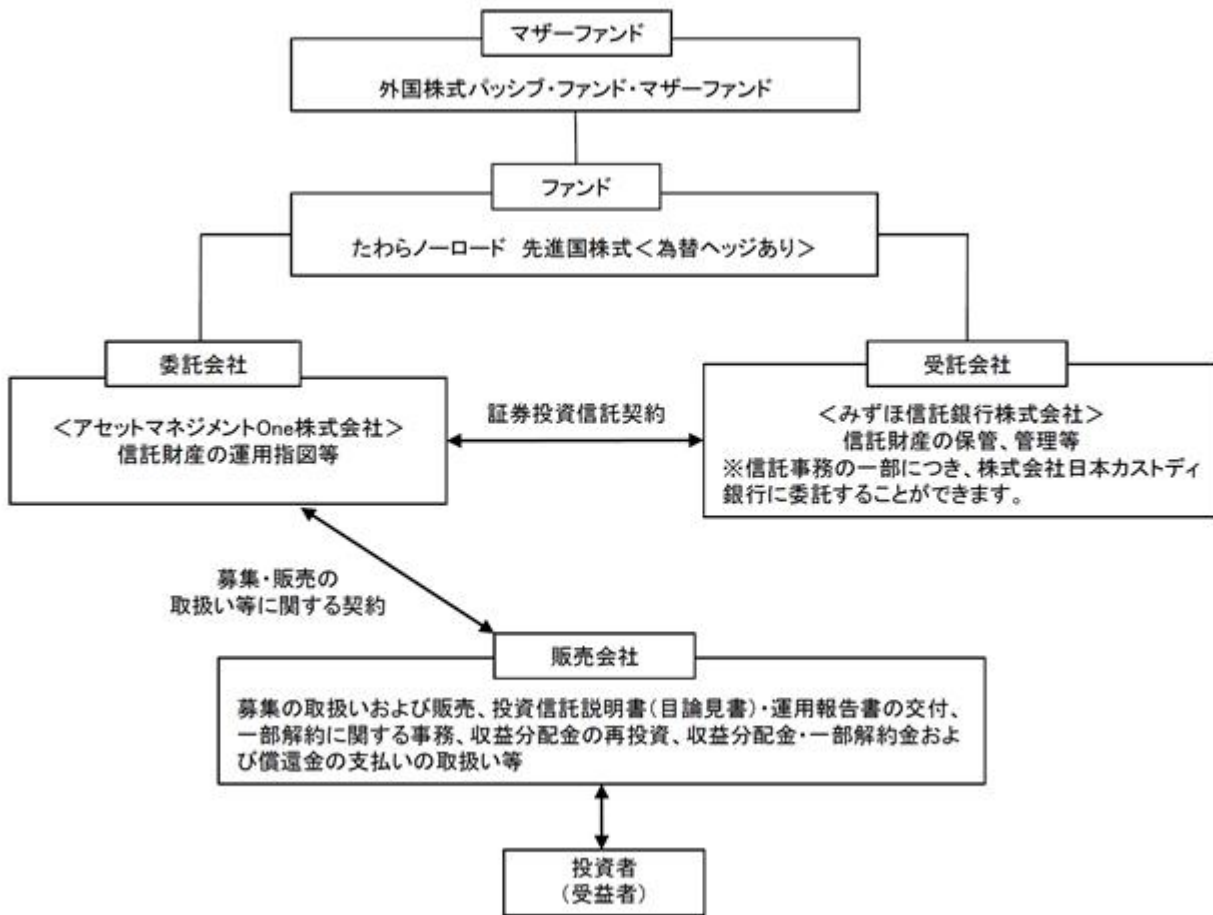 マザーファンド
外国株式パッシブ・ファンド・マザーファンド
ファンド
たわらノーロード 先進国株式＜為替ヘッジあり＞
委託会社
＜アセットマネジメントOne株式会社＞
信託財産の運用指図等
証券投資信託契約
受託会社
＜みずほ信託銀行株式会社＞
信託財産の保管、管理等
※信託事務の一部につき、株式会社日本カストディ
銀行に委託することができます。
募集・販売の
取扱い等に関する契約
販売会社
募集の取扱いおよび販売、投資信託説明書(目論見書)・運用報告書の交付、
一部解約に関する事務、収益分配金の再投資、収益分配金・一部解約金およ
び償還金の支払いの取扱い等
投資者
(受益者)